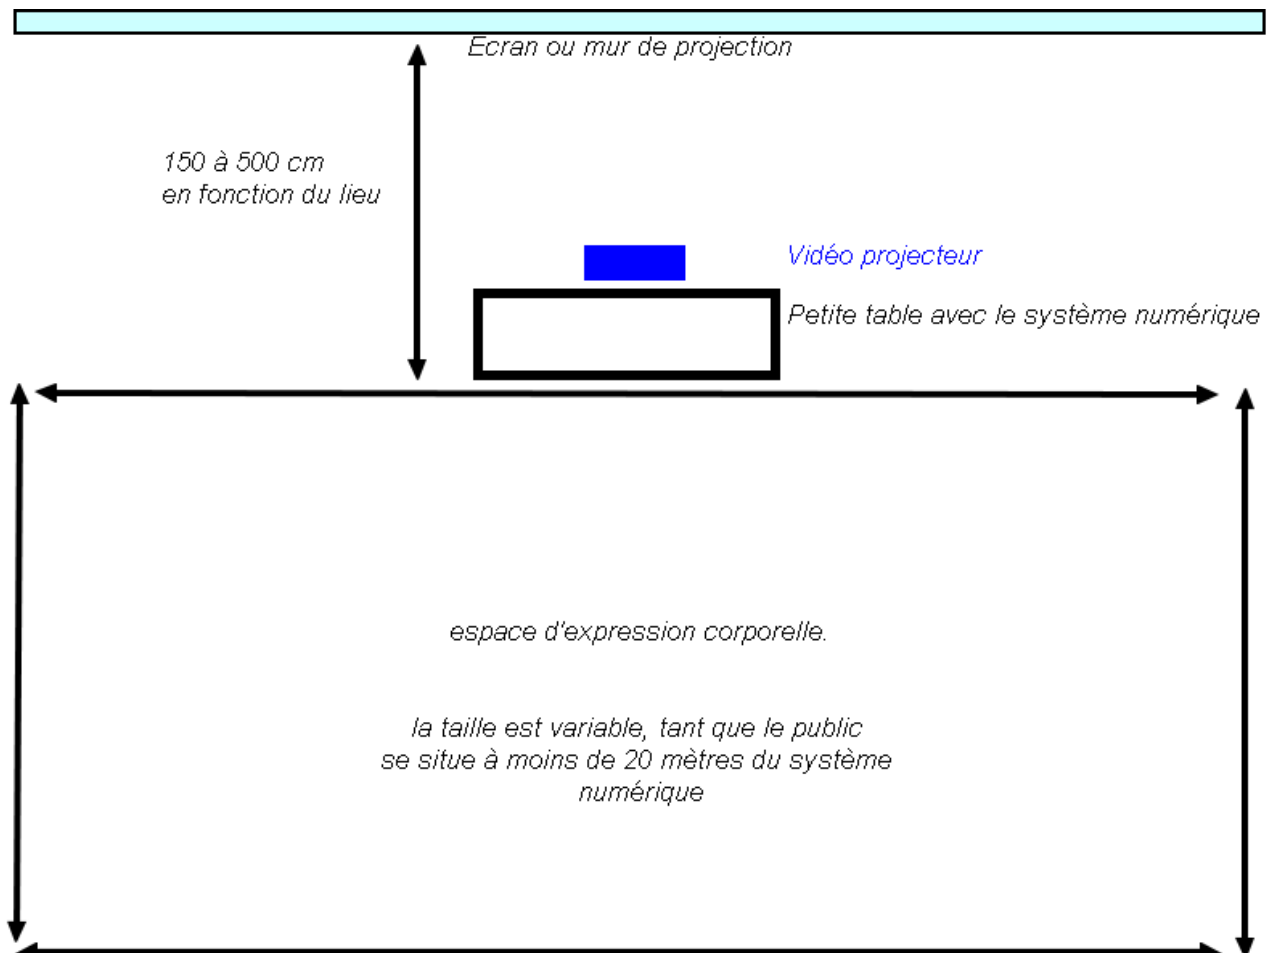 Ecran ou mur de projection
150 à 500 cm
en fonction du lieu
Vidéo projecteur
Petite table avec le système numérique
espace d'expression corporelle.
la taille est variable, tant que le public
se situe à moins de 20 mètres du système
numérique